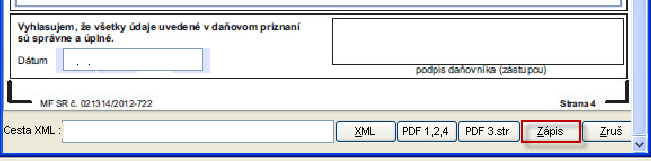 Vyhlasujem, že všetky údaje uvedené v daňovom priznaní
sú správne a úplné.
Dátum . .
podpis daňovníka (zástupcu)
MF SR č. 021314/2012-722 Strana 4
Cesta XML : XML PDF 1,2,4 PDF 3.str Zápis Zruš